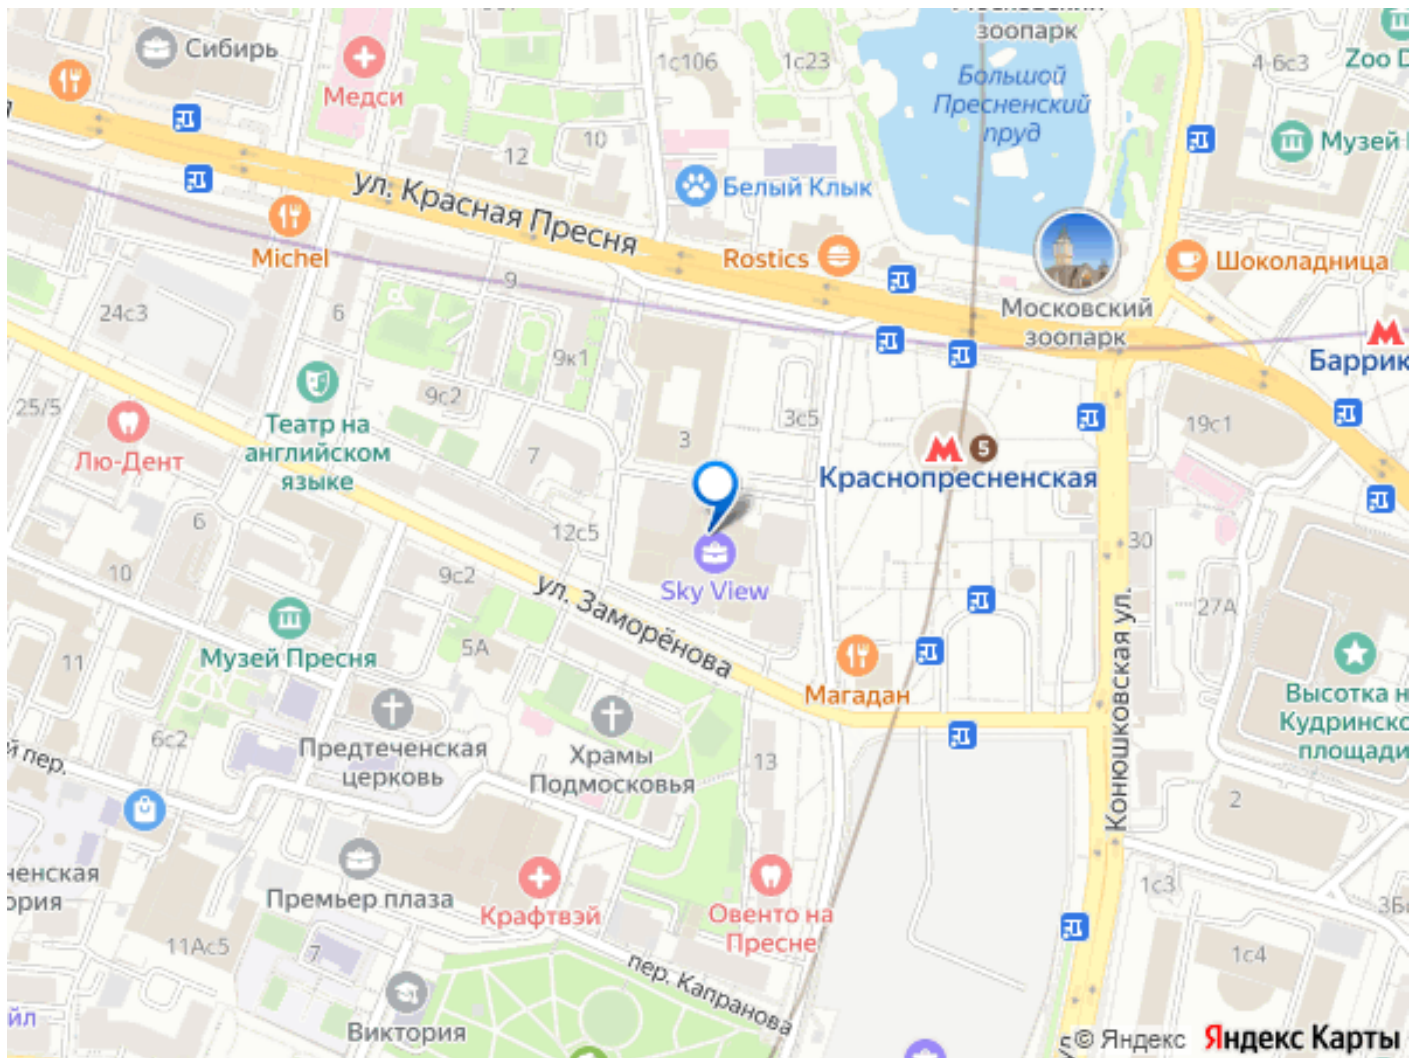 зоопарк
Zoo
Сибирь
1с106
1с23
4-6с3
Большой
Пресненский
пруд
Медси
12
10
Музей
Белый Клык
ул. Красная Пресня
Michel
Rostics
Шоколадница
9
Московский
зоопарк
24с3
6
9к1
9с2
3с5
25/5
Театр на
английском
языке
19с1
3
Лю-Дент
7
Краснопресненская
5
6
12с5
30
10
9с2
Sky View
ул. Заморёнова
27А
Конюшковская ул.
11
Музей Пресня
5А
Магадан
Высотка
6с2
Предтеченская
церковь
Храмы
Подмосковья
13
площади
пер.
2
Премьер плаза
Крафтвэй
Овенто на
Пресне
1с3
11Ас5
7
1с4
пер. Капранова
Виктория
© Яндекс
Яндекс Карты